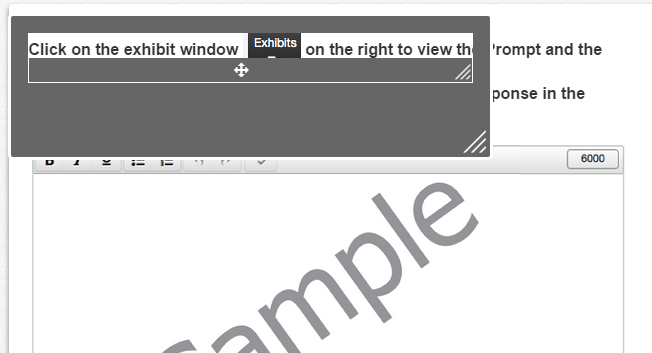 Click on the exhibit window Exhibits on the right to view the Prompt and the
ponse in the
B I U 6000
Sample